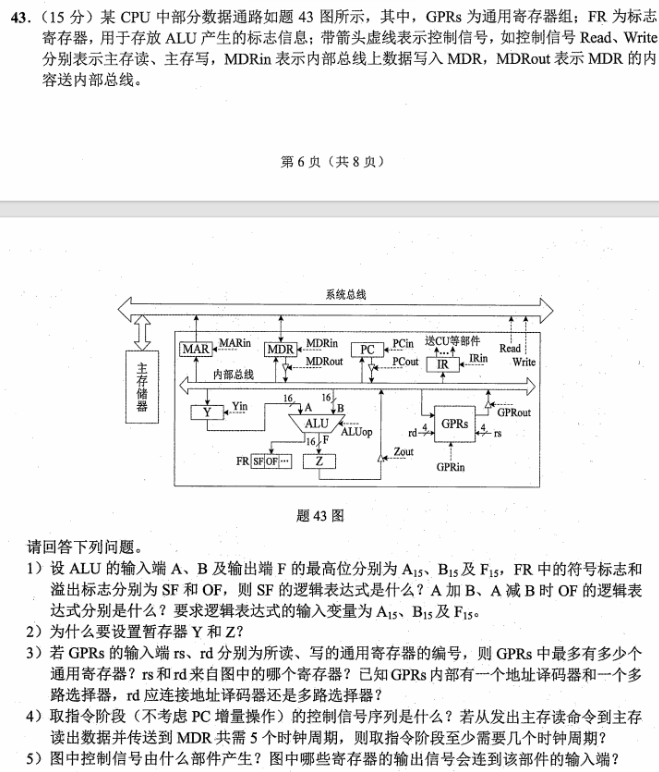 43.（15 分）某 CPU 中部分数据通路如题 43 图所示，其中，GPRs 为通用寄存器组；FR 为标志
寄存器，用于存放 ALU 产生的标志信息；带箭头虚线表示控制信号，如控制信号 Read、Write
分别表示主存读、主存写，MDRin 表示内部总线上数据写入 MDR，MDRout 表示 MDR 的内
容送内部总线。
第 6 页（共 8 页）
系统总线
MAR MARin MDR MDRin MDRout PC PCin PCout 送CU等部件 IR IRin Read Write
主存储器
内部总线
Y Yin 16 A 16 B ALU ALUop 16 F
FR SF OF ··· Z Zout
rd 4 GPRs 4 rs GPRout GPRin
题 43 图
请回答下列问题。
1）设 ALU 的输入端 A、B 及输出端 F 的最高位分别为 A₁₅、B₁₅ 及 F₁₅，FR 中的符号标志和
溢出标志分别为 SF 和 OF，则 SF 的逻辑表达式是什么？A 加 B、A 减 B 时 OF 的逻辑表
达式分别是什么？要求逻辑表达式的输入变量为 A₁₅、B₁₅ 及 F₁₅。
2）为什么要设置暂存器 Y 和 Z？
3）若 GPRs 的输入端 rs、rd 分别为所读、写的通用寄存器的编号，则 GPRs 中最多有多少个
通用寄存器？rs 和 rd 来自图中的哪个寄存器？已知 GPRs 内部有一个地址译码器和一个多
路选择器，rd 应连接地址译码器还是多路选择器？
4）取指令阶段（不考虑 PC 增量操作）的控制信号序列是什么？若从发出主存读命令到主存
读出数据并传送到 MDR 共需 5 个时钟周期，则取指令阶段至少需要几个时钟周期？
5）图中控制信号由什么部件产生？图中哪些寄存器的输出信号会连到该部件的输入端？